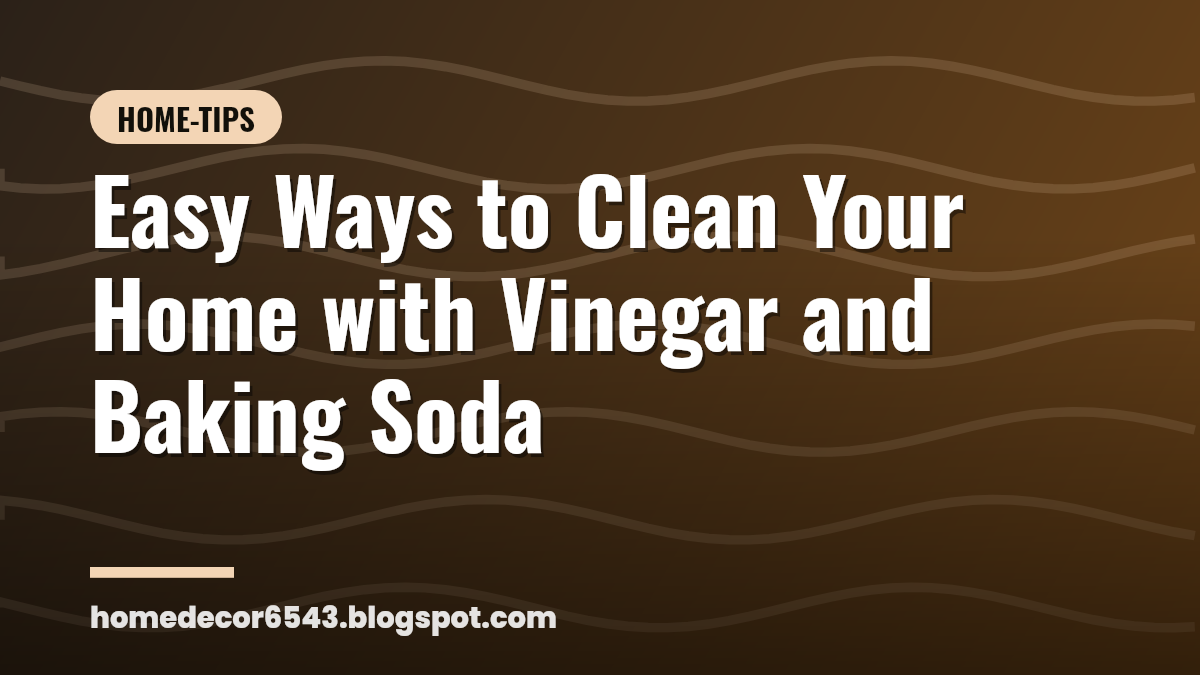 HOME-TIPS
Easy Ways to Clean Your
Home with Vinegar and
Baking Soda
homedecor6543.blogspot.com